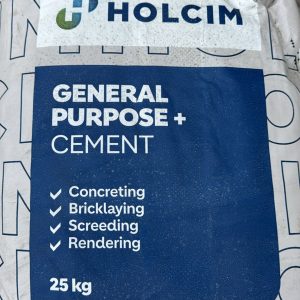 HOLCIM
GENERAL
PURPOSE +
CEMENT
Concreting
Bricklaying
Screeding
Rendering
25 kg